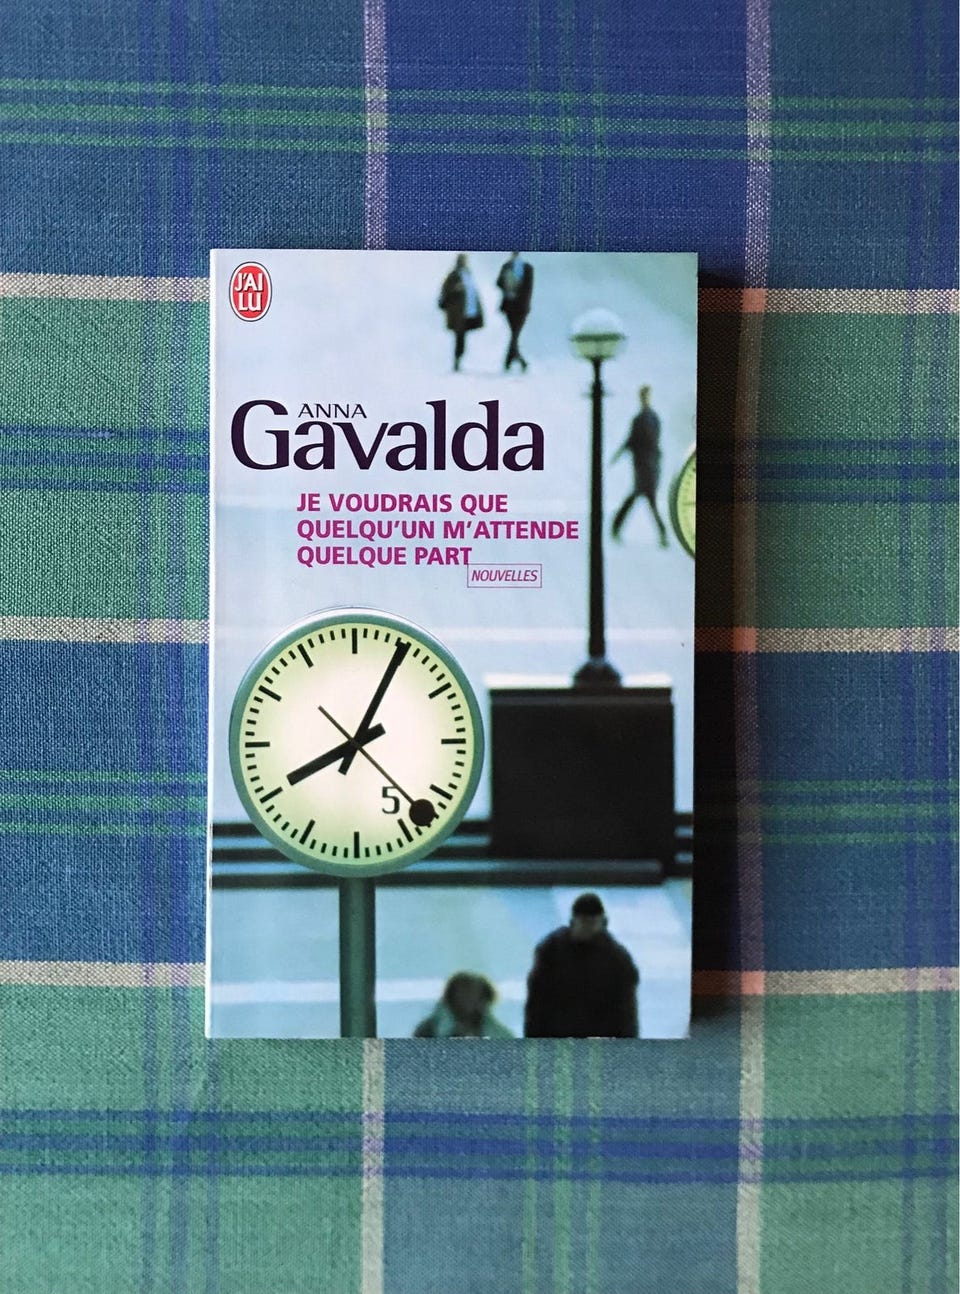 J'AI
LU
ANNA
Gavalda
JE VOUDRAIS QUE
QUELQU'UN M'ATTENDE
QUELQUE PART
NOUVELLES
5